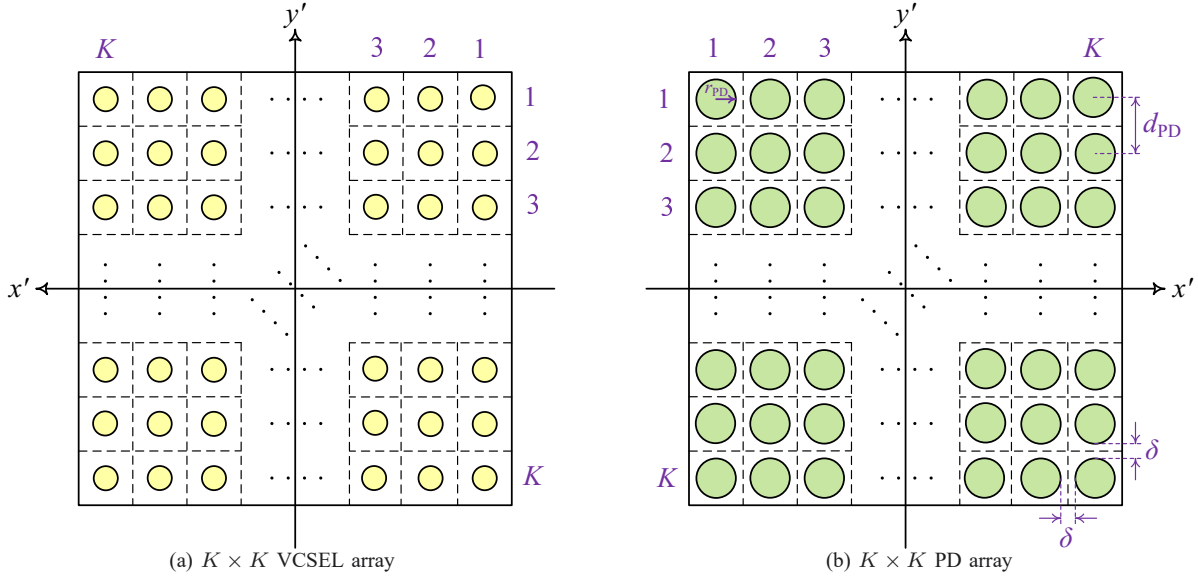 y′
y′
K 3 2 1
1 2 3 K
1
2
3
K
1
2
3
K
r_PD
d_PD
x′
x′
δ
δ
(a) K × K VCSEL array
(b) K × K PD array